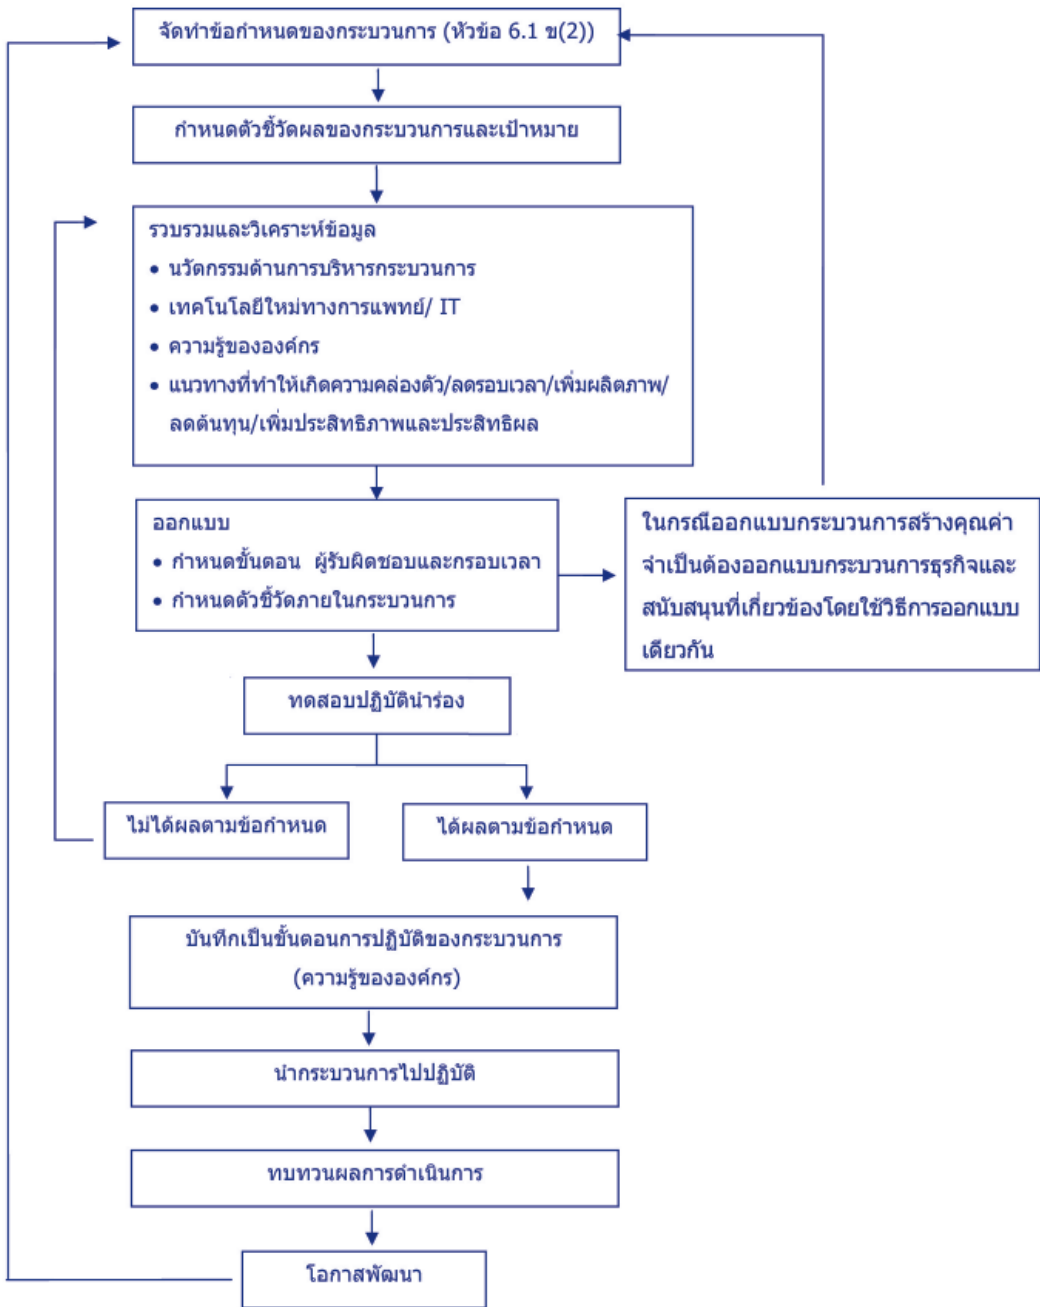 จัดทำข้อกำหนดของกระบวนการ (หัวข้อ 6.1 ข(2))
กำหนดตัวชี้วัดผลของกระบวนการและเป้าหมาย
รวบรวมและวิเคราะห์ข้อมูล
• นวัตกรรมด้านการบริหารกระบวนการ
• เทคโนโลยีใหม่ทางการแพทย์/ IT
• ความรู้ขององค์กร
• แนวทางที่ทำให้เกิดความคล่องตัว/ลดรอบเวลา/เพิ่มผลิตภาพ/
ลดต้นทุน/เพิ่มประสิทธิภาพและประสิทธิผล
ออกแบบ
• กำหนดขั้นตอน ผู้รับผิดชอบและกรอบเวลา
• กำหนดตัวชี้วัดภายในกระบวนการ
ในกรณีออกแบบกระบวนการสร้างคุณค่า
จำเป็นต้องออกแบบกระบวนการธุรกิจและ
สนับสนุนที่เกี่ยวข้องโดยใช้วิธีการออกแบบ
เดียวกัน
ทดสอบปฏิบัตินำร่อง
ไม่ได้ผลตามข้อกำหนด
ได้ผลตามข้อกำหนด
บันทึกเป็นขั้นตอนการปฏิบัติของกระบวนการ
(ความรู้ขององค์กร)
นำกระบวนการไปปฏิบัติ
ทบทวนผลการดำเนินการ
โอกาสพัฒนา